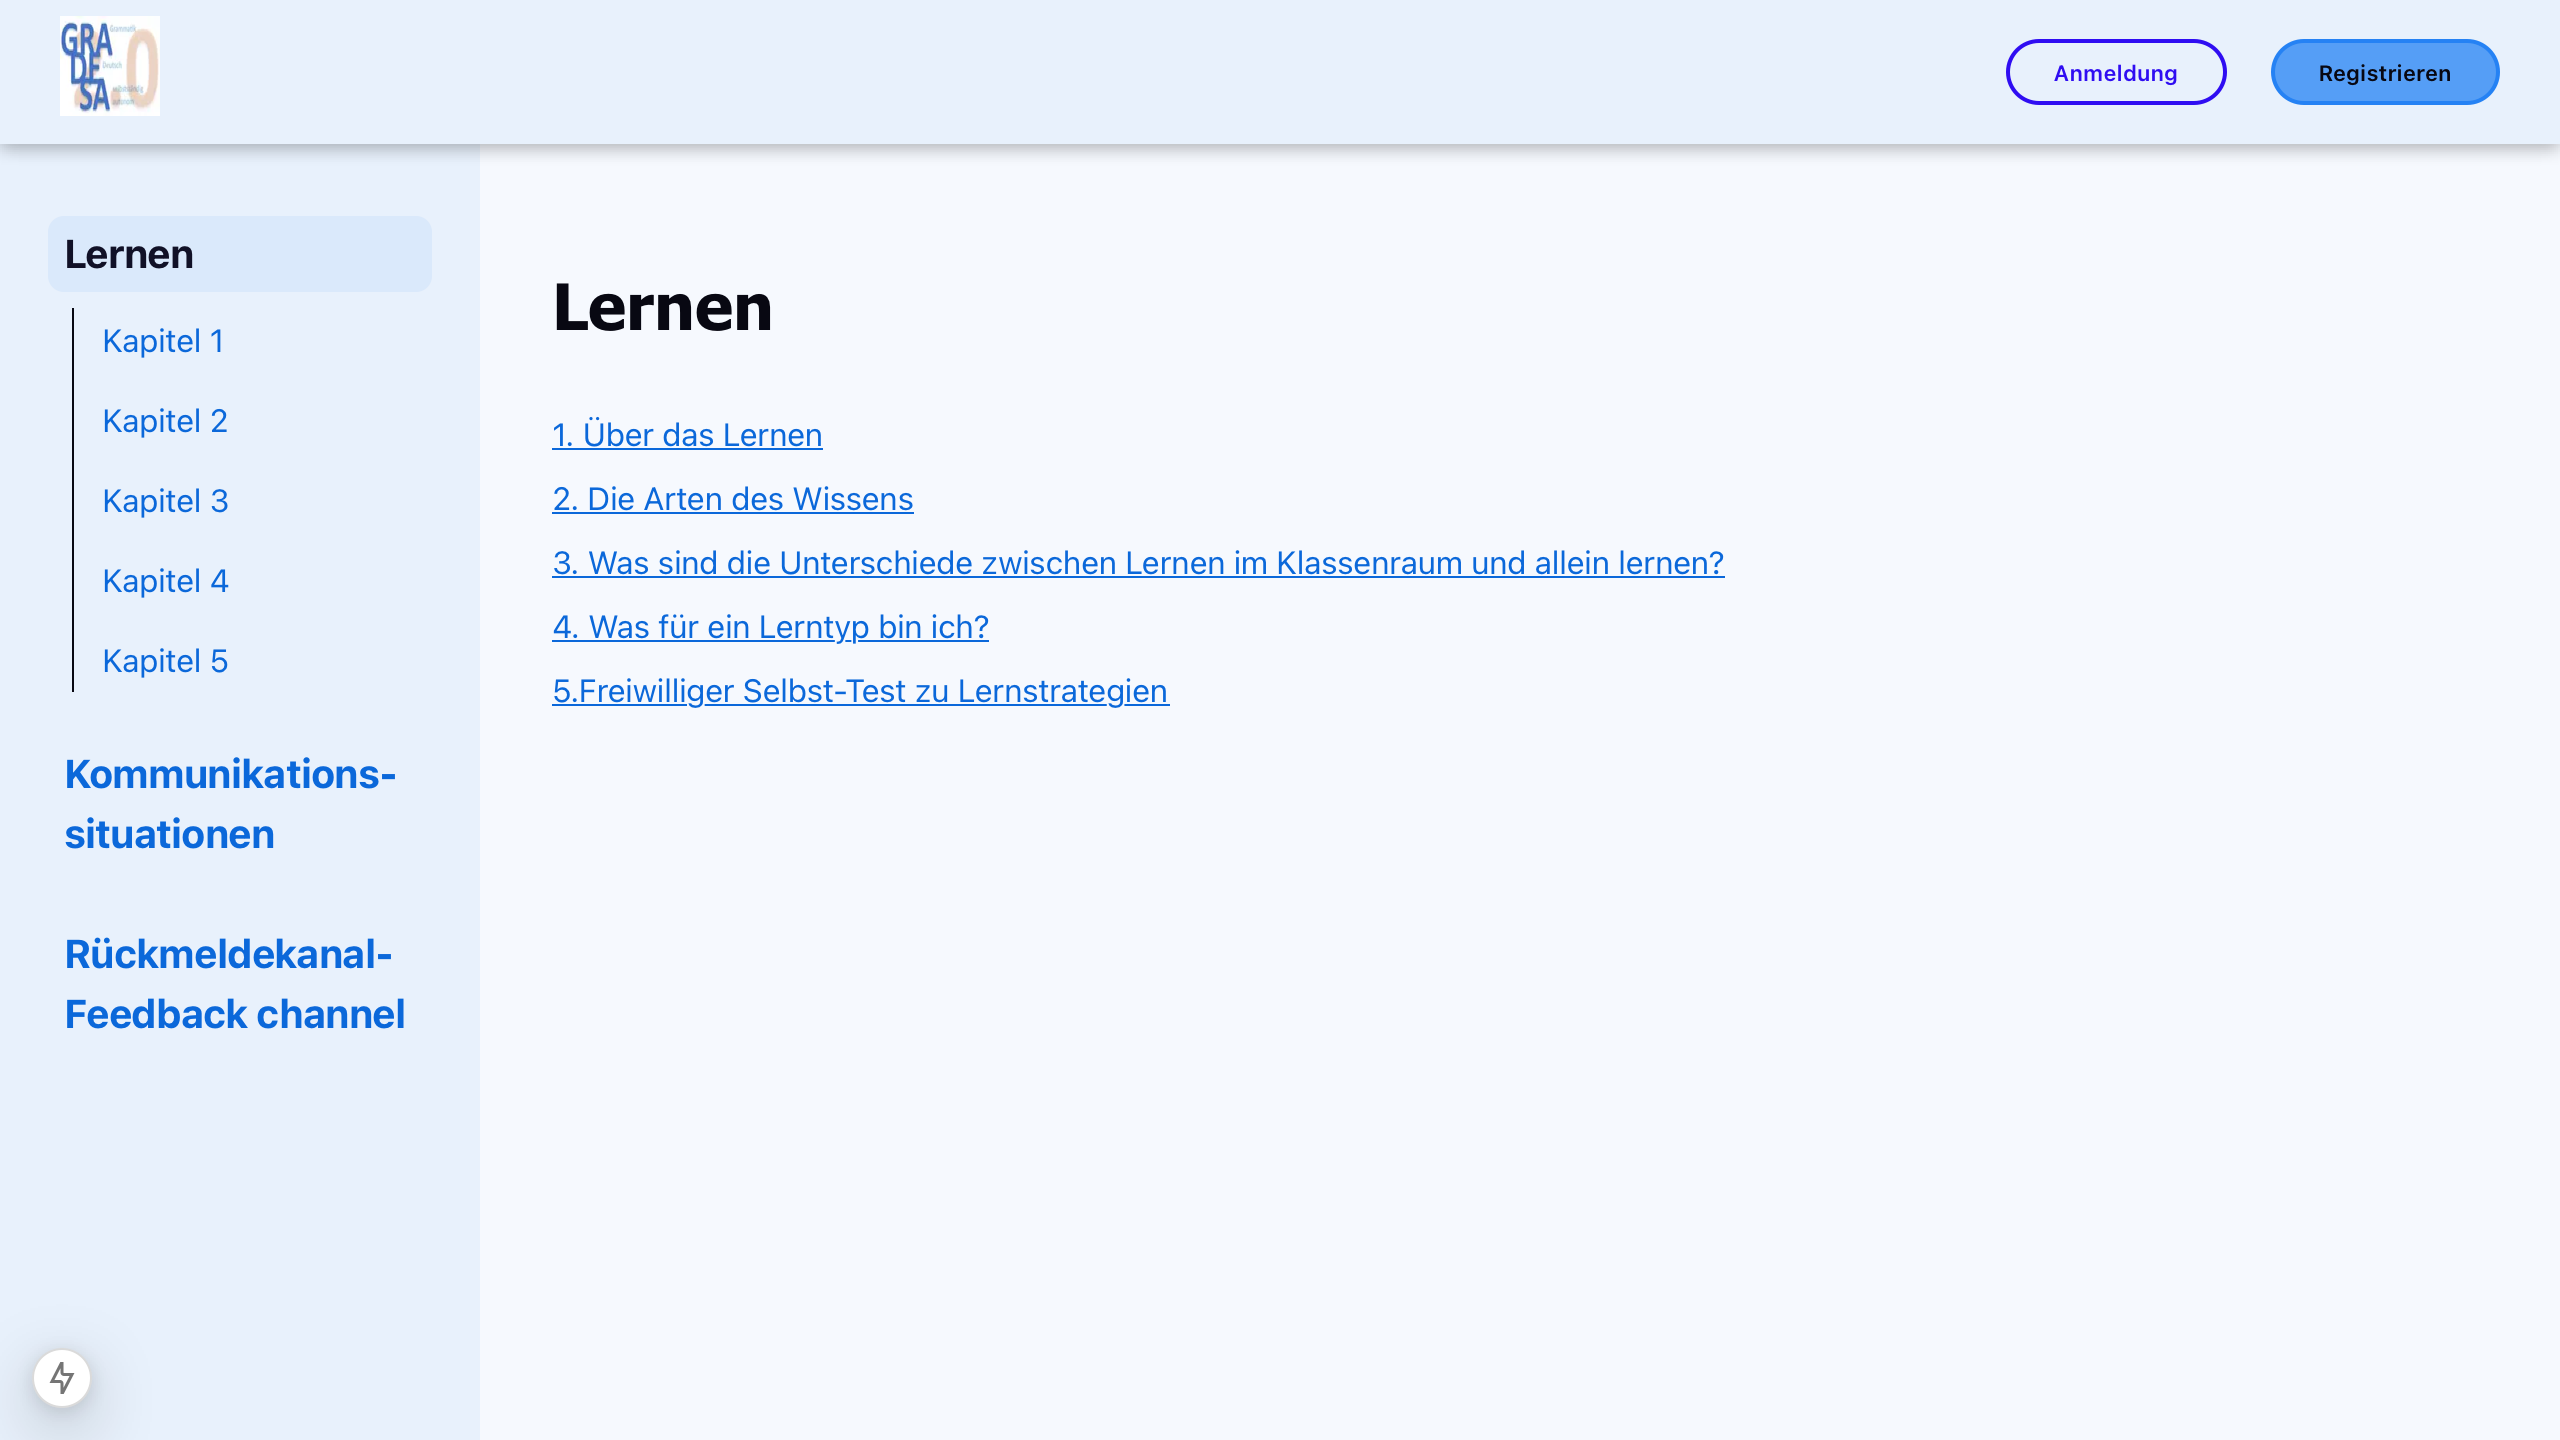 GRA
DE
SA
Grammatik
Deutsch
Anmeldung
Registrieren
Lernen
Kapitel 1
Kapitel 2
Kapitel 3
Kapitel 4
Kapitel 5
Kommunikations-
situationen
Rückmeldekanal-
Feedback channel
Lernen
1. Über das Lernen
2. Die Arten des Wissens
3. Was sind die Unterschiede zwischen Lernen im Klassenraum und allein lernen?
4. Was für ein Lerntyp bin ich?
5.Freiwilliger Selbst-Test zu Lernstrategien